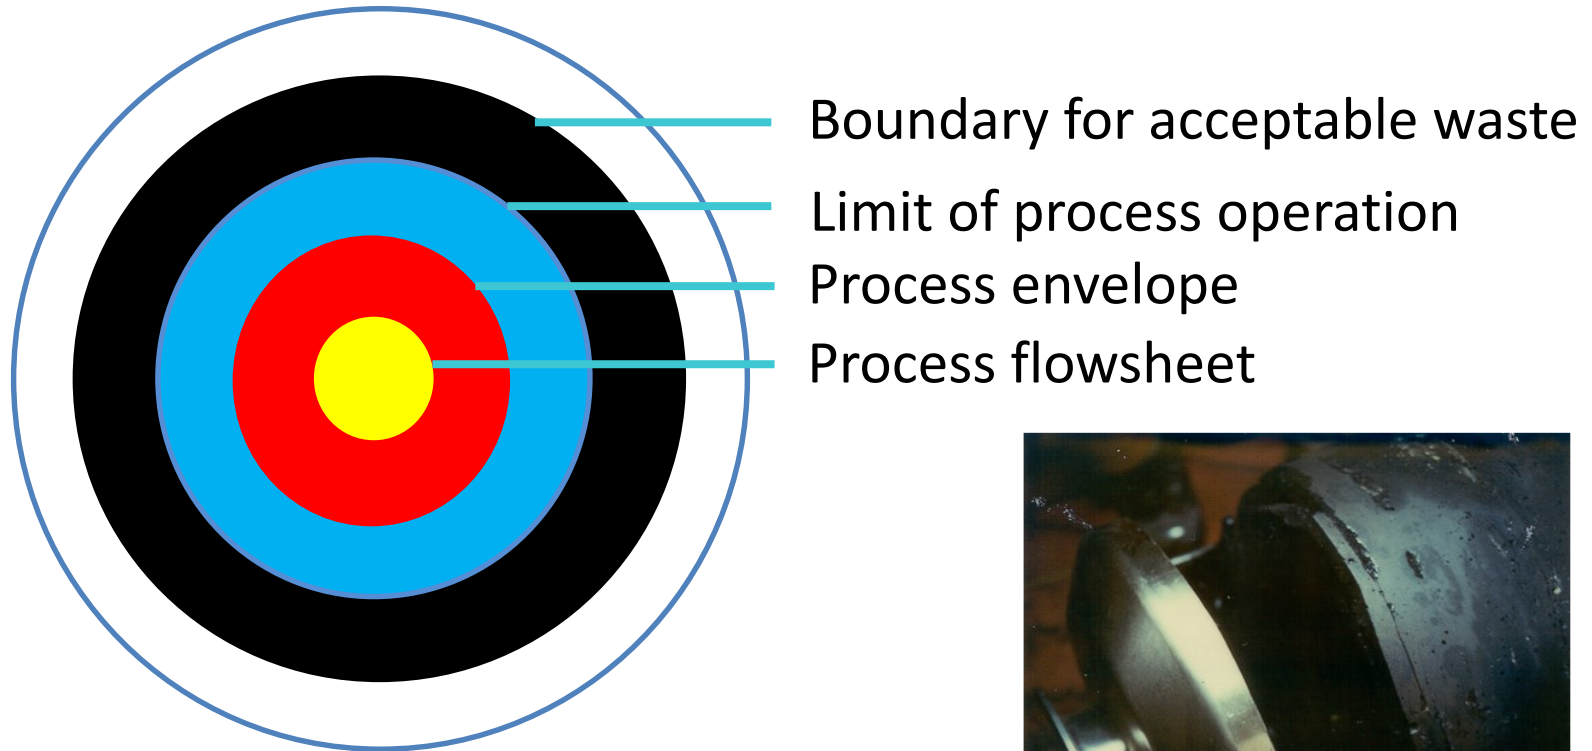 Boundary for acceptable waste
Limit of process operation
Process envelope
Process flowsheet